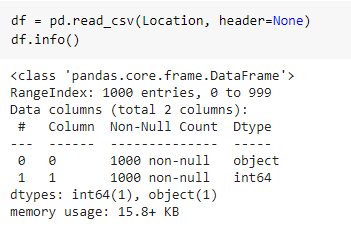 df = pd.read_csv(Location, header=None)
df.info()
<class 'pandas.core.frame.DataFrame'>
RangeIndex: 1000 entries, 0 to 999
Data columns (total 2 columns):
 #   Column  Non-Null Count  Dtype
---  ------  --------------  -----
 0   0       1000 non-null   object
 1   1       1000 non-null   int64
dtypes: int64(1), object(1)
memory usage: 15.8+ KB